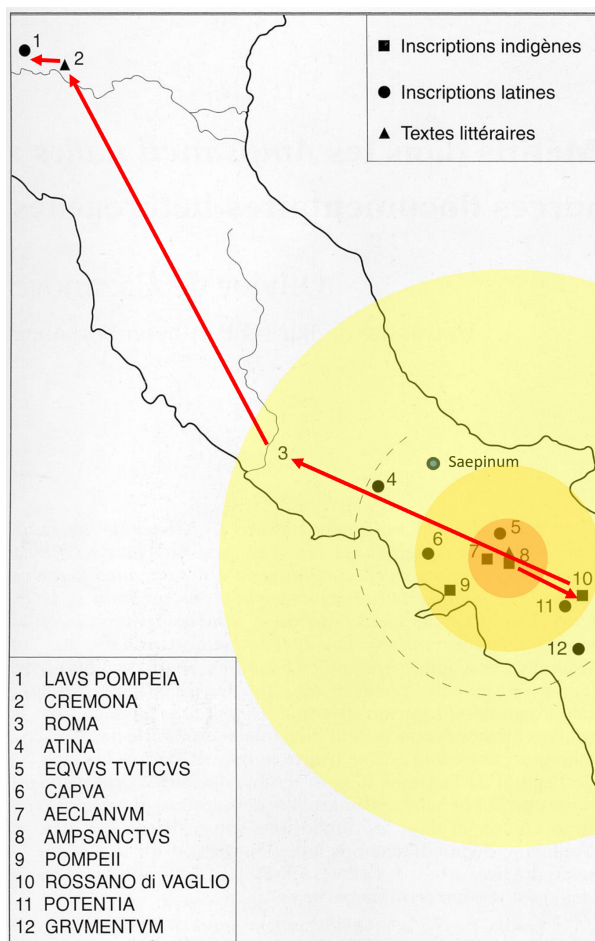 1
2
Inscriptions indigènes
Inscriptions latines
Textes littéraires
3
Saepinum
4
5
6
7
8
9
10
11
12
1 LAVS POMPEIA
2 CREMONA
3 ROMA
4 ATINA
5 EQVVS TVTICVS
6 CAPVA
7 AECLANVM
8 AMPSANCTVS
9 POMPEII
10 ROSSANO di VAGLIO
11 POTENTIA
12 GRVMENTVM